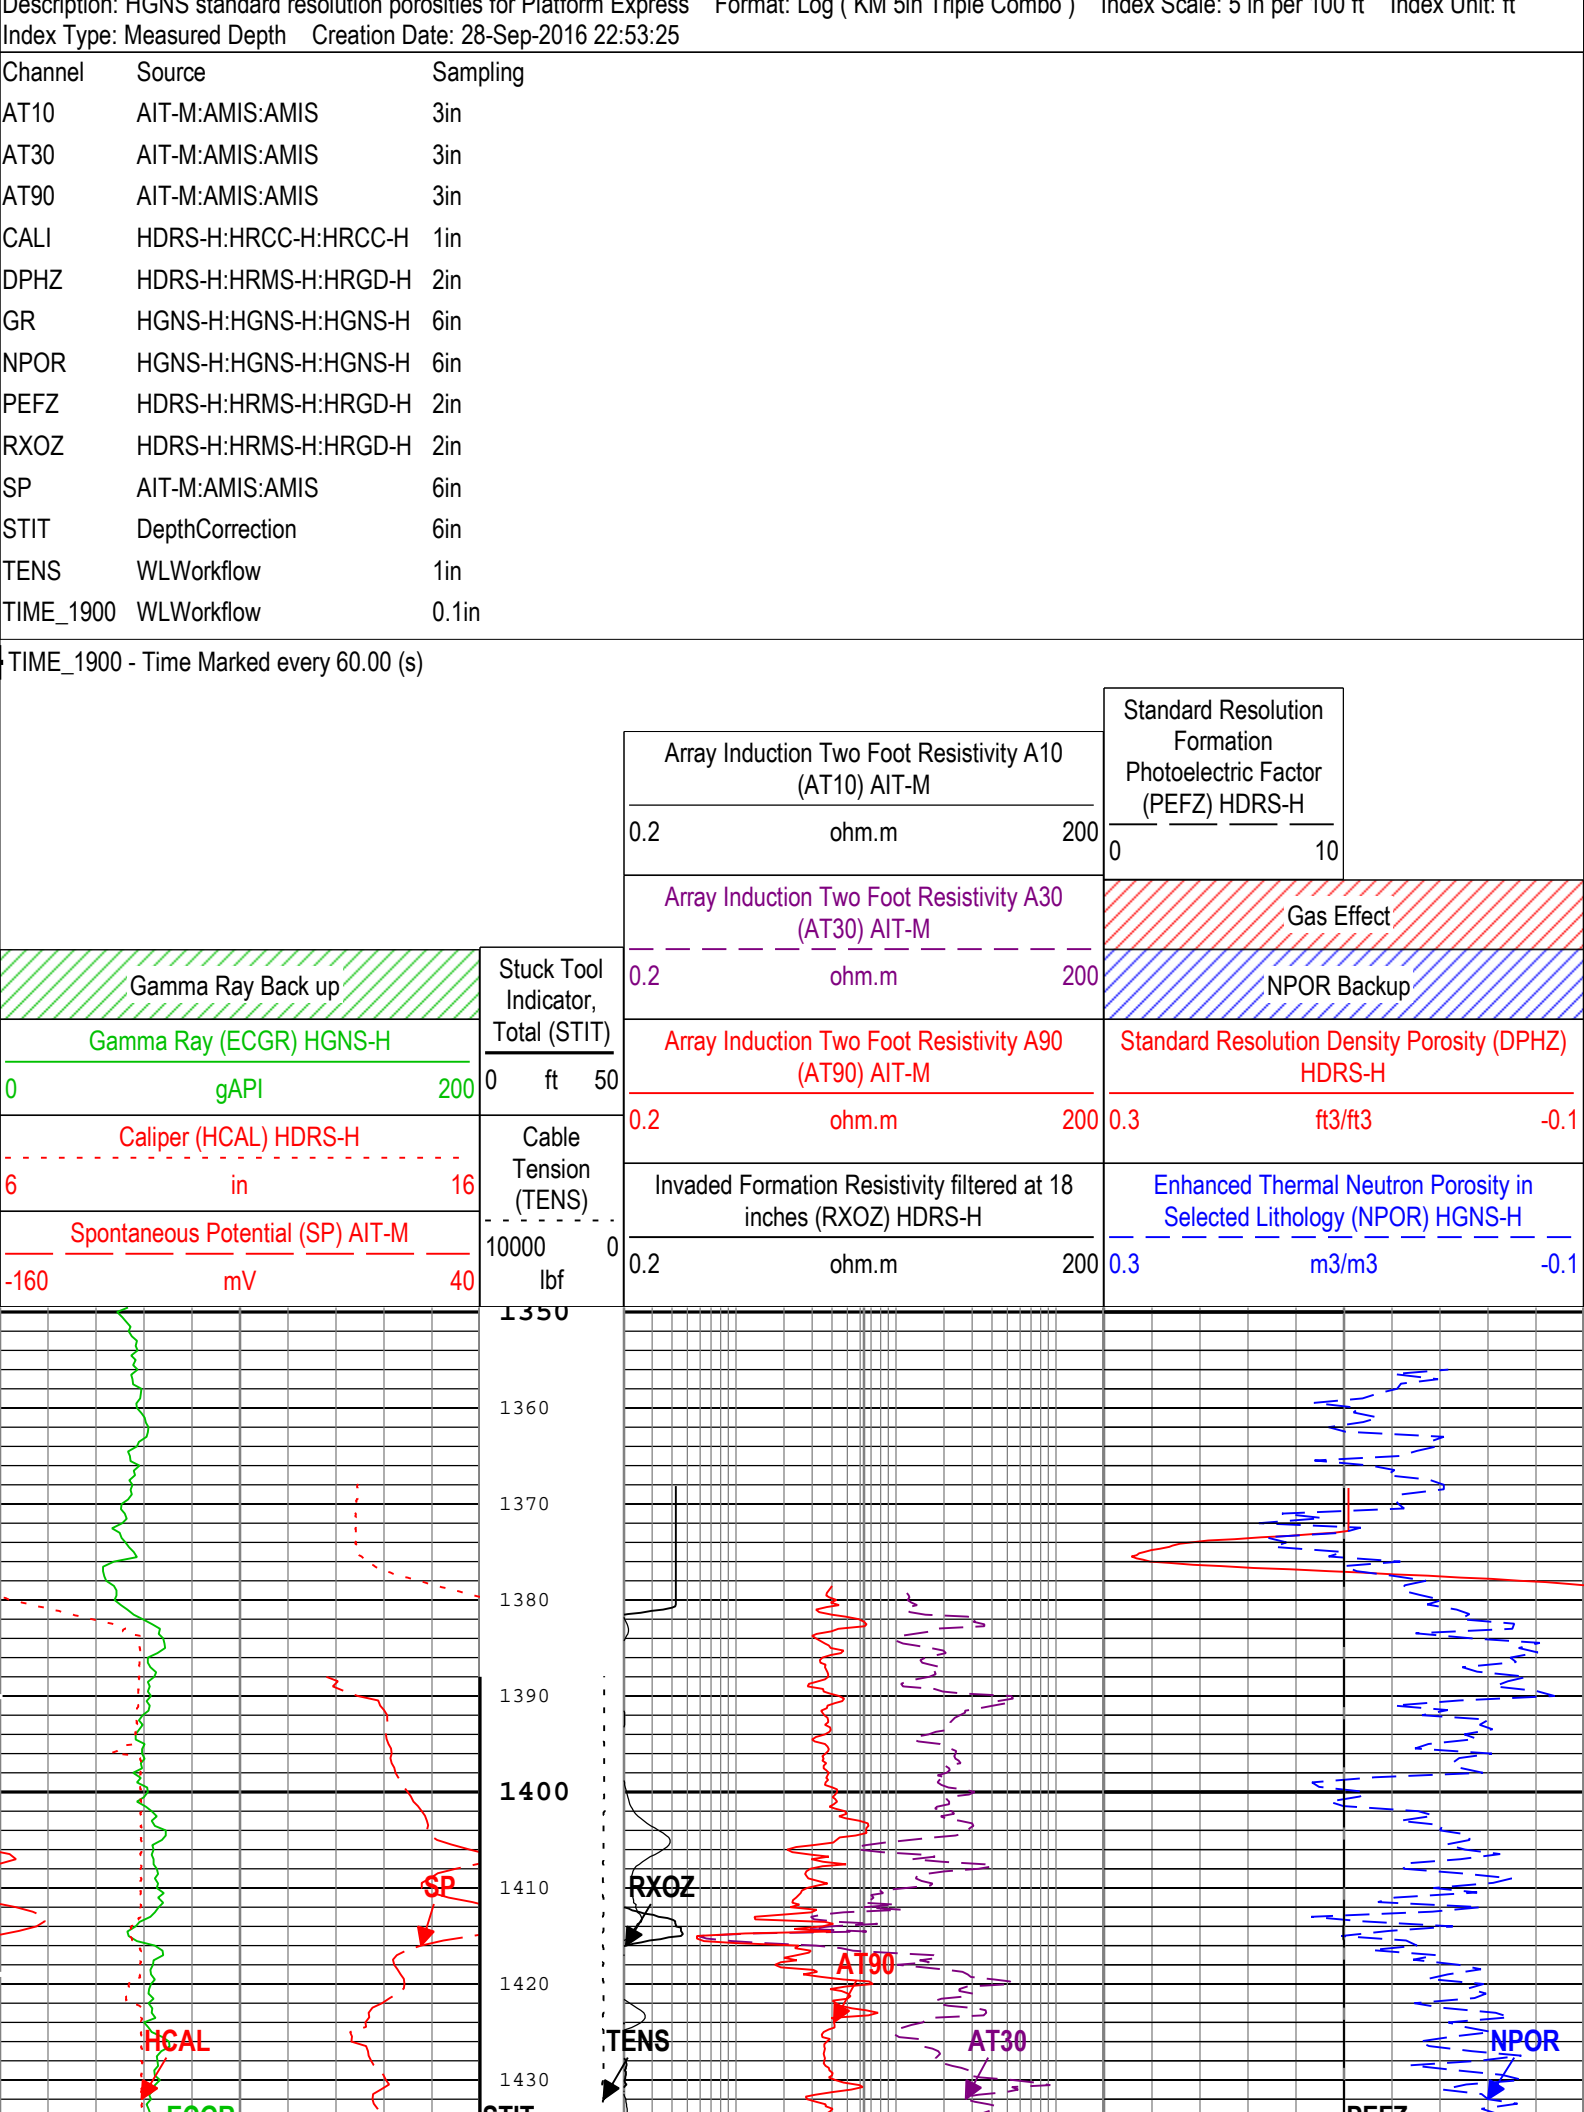 Description: HGNS standard resolution porosities for Platform Express Format: Log ( KM 5in Triple Combo ) Index Scale: 5 in per 100 ft Index Unit: ft
Index Type: Measured Depth Creation Date: 28-Sep-2016 22:53:25
Channel Source Sampling
AT10 AIT-M:AMIS:AMIS 3in
AT30 AIT-M:AMIS:AMIS 3in
AT90 AIT-M:AMIS:AMIS 3in
CALI HDRS-H:HRCC-H:HRCC-H 1in
DPHZ HDRS-H:HRMS-H:HRGD-H 2in
GR HGNS-H:HGNS-H:HGNS-H 6in
NPOR HGNS-H:HGNS-H:HGNS-H 6in
PEFZ HDRS-H:HRMS-H:HRGD-H 2in
RXOZ HDRS-H:HRMS-H:HRGD-H 2in
SP AIT-M:AMIS:AMIS 6in
STIT DepthCorrection 6in
TENS WLWorkflow 1in
TIME_1900 WLWorkflow 0.1in
TIME_1900 - Time Marked every 60.00 (s)
Gamma Ray Back up
Gamma Ray (ECGR) HGNS-H
0 gAPI 200
Caliper (HCAL) HDRS-H
6 in 16
Spontaneous Potential (SP) AIT-M
-160 mV 40
Stuck Tool
Indicator,
Total (STIT)
0 ft 50
Cable
Tension
(TENS)
10000 0
lbf
Array Induction Two Foot Resistivity A10
(AT10) AIT-M
0.2 ohm.m 200
Array Induction Two Foot Resistivity A30
(AT30) AIT-M
0.2 ohm.m 200
Array Induction Two Foot Resistivity A90
(AT90) AIT-M
0.2 ohm.m 200
Invaded Formation Resistivity filtered at 18
inches (RXOZ) HDRS-H
0.2 ohm.m 200
Standard Resolution
Formation
Photoelectric Factor
(PEFZ) HDRS-H
0 10
Gas Effect
NPOR Backup
Standard Resolution Density Porosity (DPHZ)
HDRS-H
0.3 ft3/ft3 -0.1
Enhanced Thermal Neutron Porosity in
Selected Lithology (NPOR) HGNS-H
0.3 m3/m3 -0.1
1350
1360
1370
1380
1390
1400
SP
1410
RXOZ
AT90
1420
HCAL
TENS
AT30
NPOR
1430
ECGR
STIT
PEFZ